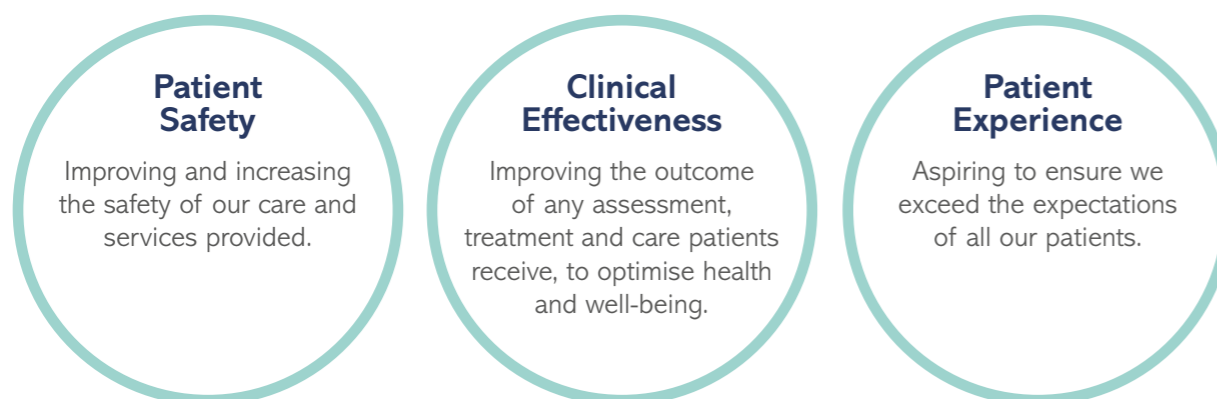 Patient
Safety
Improving and increasing
the safety of our care and
services provided.
Clinical
Effectiveness
Improving the outcome
of any assessment,
treatment and care patients
receive, to optimise health
and well-being.
Patient
Experience
Aspiring to ensure we
exceed the expectations
of all our patients.